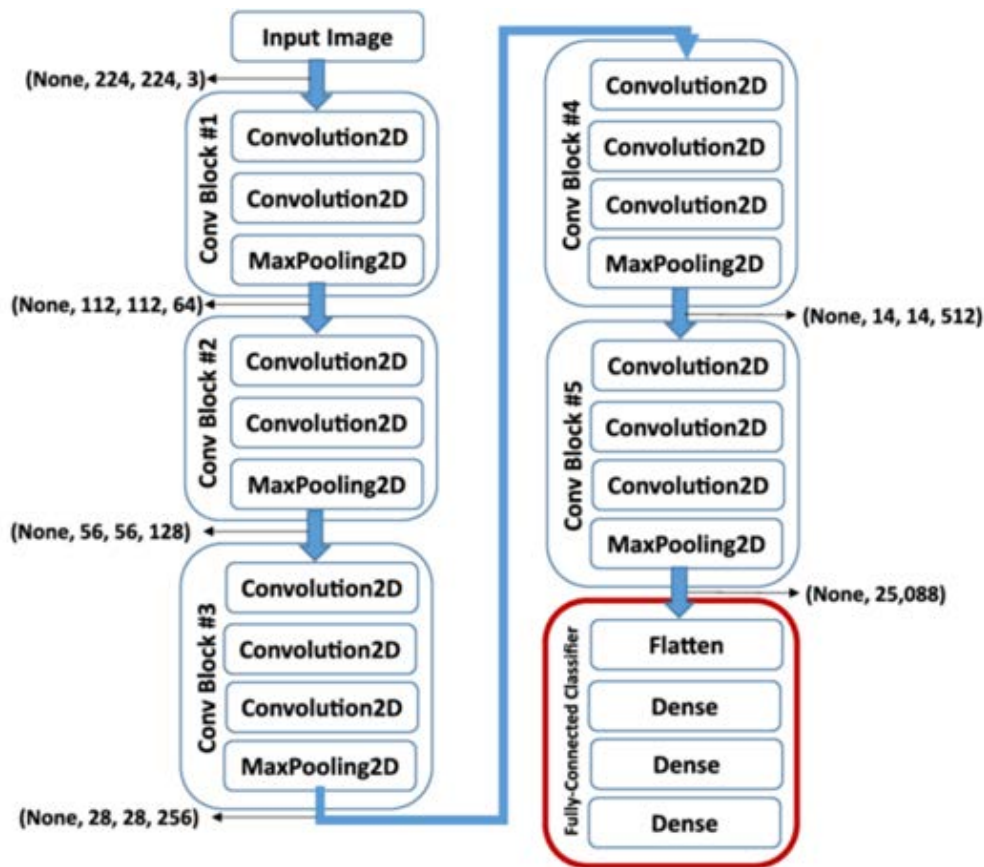 Input Image
(None, 224, 224, 3)
Conv Block #1
Convolution2D
Convolution2D
MaxPooling2D
(None, 112, 112, 64)
Conv Block #2
Convolution2D
Convolution2D
MaxPooling2D
(None, 56, 56, 128)
Conv Block #3
Convolution2D
Convolution2D
Convolution2D
MaxPooling2D
(None, 28, 28, 256)
Conv Block #4
Convolution2D
Convolution2D
Convolution2D
MaxPooling2D
(None, 14, 14, 512)
Conv Block #5
Convolution2D
Convolution2D
Convolution2D
MaxPooling2D
(None, 25,088)
Fully-Connected Classifier
Flatten
Dense
Dense
Dense